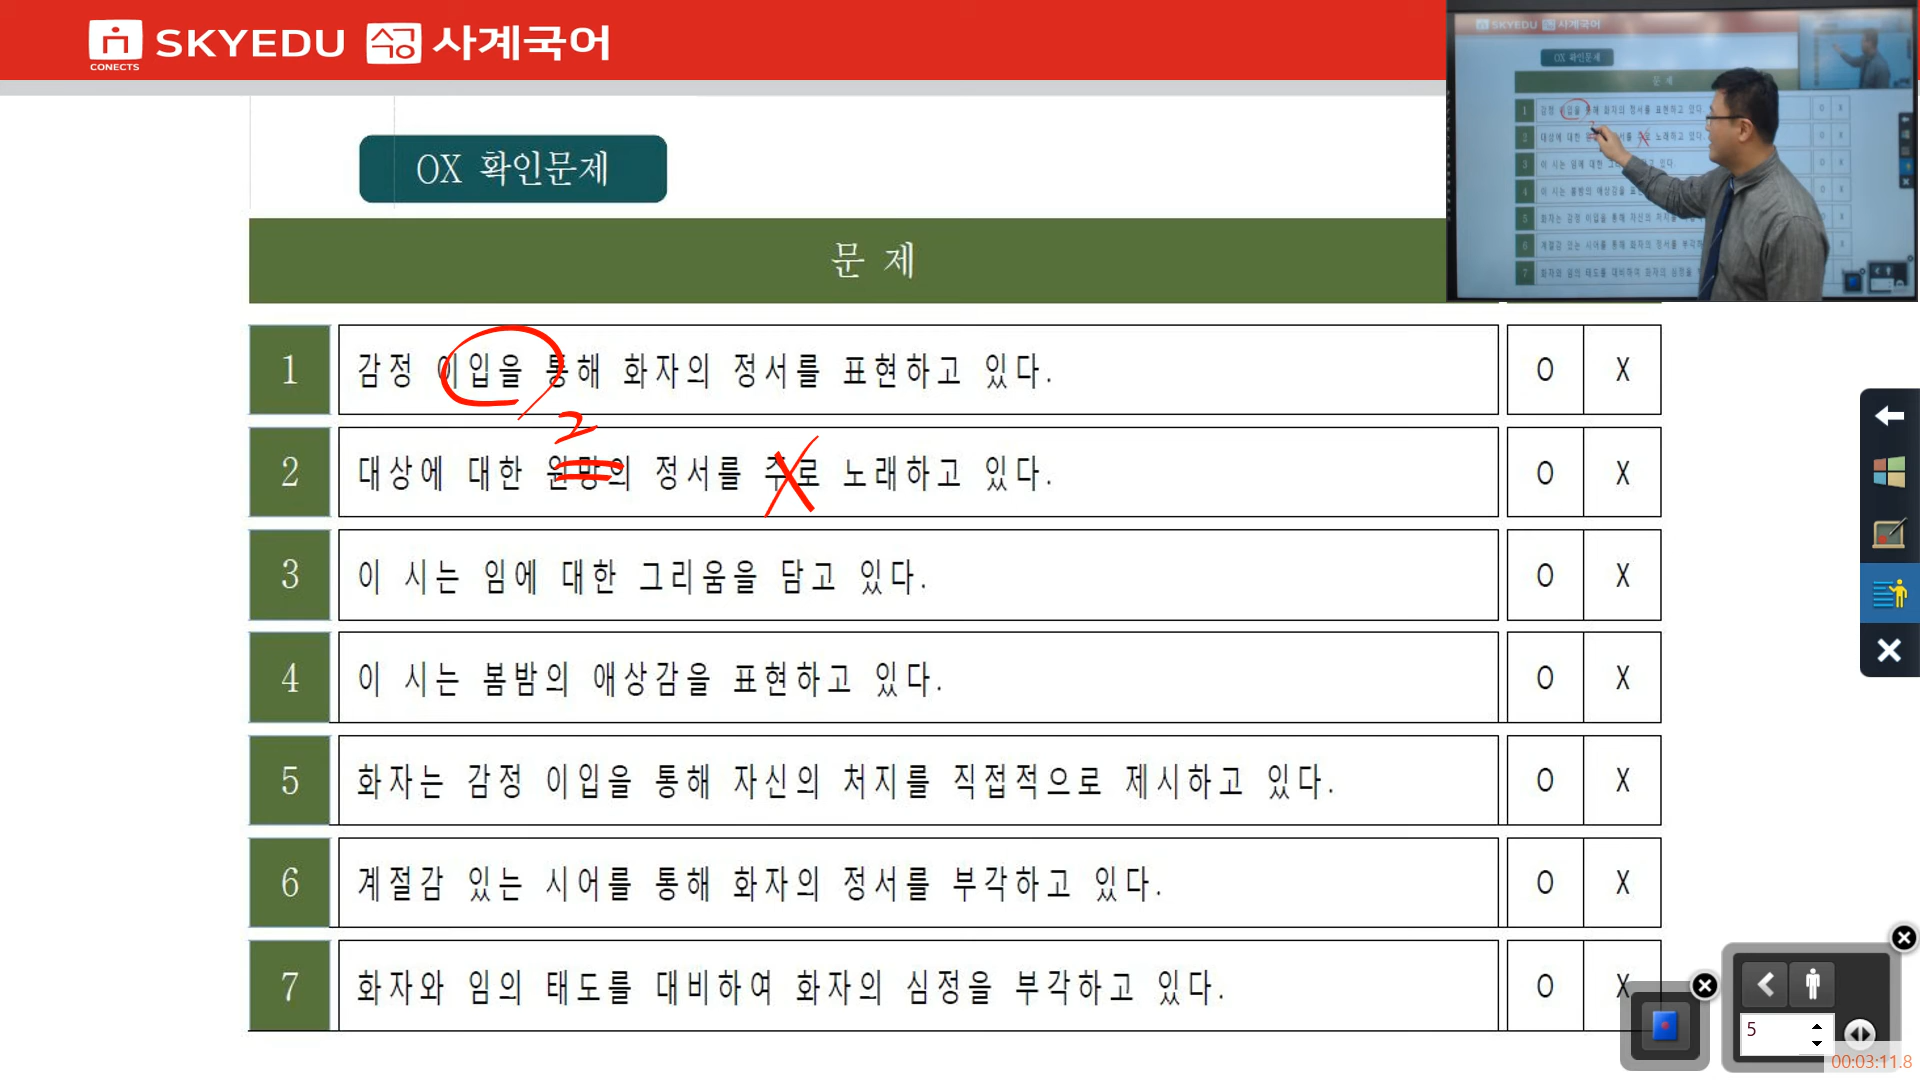 CONECTS SKYEDU 수능 사계국어
OX 확인문제
문 제
1 감정 이입을 통해 화자의 정서를 표현하고 있다. O X
2
2 대상에 대한 원망의 정서를 주로 노래하고 있다. O X
3 이 시는 임에 대한 그리움을 담고 있다. O X
4 이 시는 봄밤의 애상감을 표현하고 있다. O X
5 화자는 감정 이입을 통해 자신의 처지를 직접적으로 제시하고 있다. O X
6 계절감 있는 시어를 통해 화자의 정서를 부각하고 있다. O X
7 화자와 임의 태도를 대비하여 화자의 심정을 부각하고 있다. O X
5
00:03:11.8